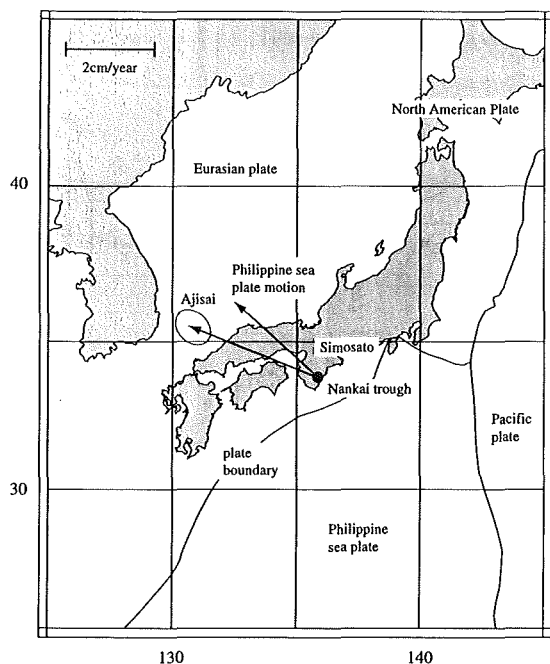 2cm/year
North American Plate
Eurasian plate
40
Philippine sea
plate motion
Ajisai
Simosato
Nankai trough
Pacific
plate
plate
boundary
30
Philippine
sea plate
130
140